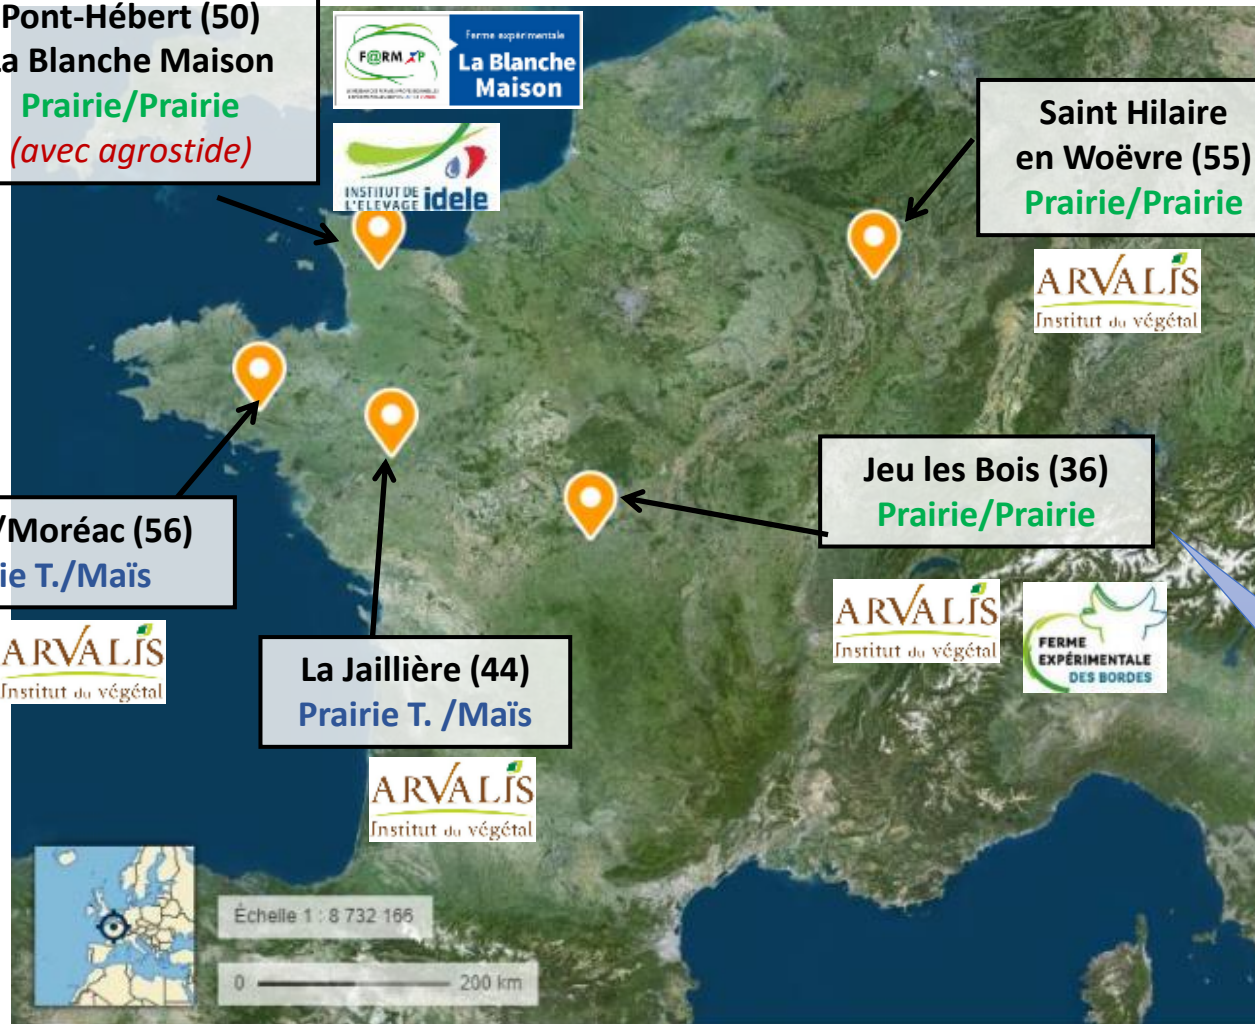 Pont-Hébert (50)
La Blanche Maison
Prairie/Prairie
(avec agrostide)
F@RM XP
Ferme expérimentale
La Blanche
Maison
INSTITUT DE
L'ELEVAGE idele
Saint Hilaire
en Woëvre (55)
Prairie/Prairie
ARVALIS
Institut du végétal
/Moréac (56)
ie T./Maïs
ARVALIS
Institut du végétal
La Jaillière (44)
Prairie T. /Maïs
ARVALIS
Institut du végétal
Jeu les Bois (36)
Prairie/Prairie
ARVALIS
Institut du végétal
FERME
EXPÉRIMENTALE
DES BORDES
Échelle 1 : 8 732 166
0 200 km